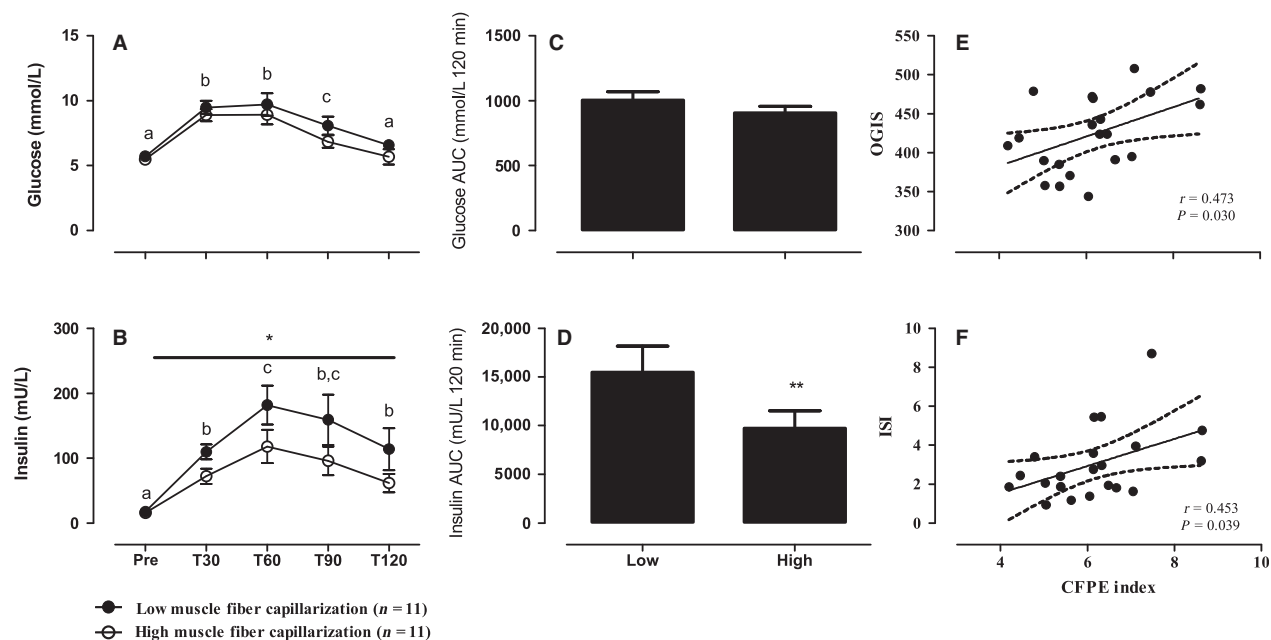 A
Glucose (mmol/L)
15
10
5
0
a
b
b
c
a
C
Glucose AUC (mmol/L 120 min)
1500
1000
500
0
E
OGIS
550
500
450
400
350
300
r = 0.473
P = 0.030
B
Insulin (mU/L)
300
200
100
0
*
a
b
c
b,c
b
Pre
T30
T60
T90
T120
D
Insulin AUC (mU/L 120 min)
20,000
15,000
10,000
5000
0
**
Low
High
F
ISI
10
8
6
4
2
0
r = 0.453
P = 0.039
4
6
8
10
CFPE index
Low muscle fiber capillarization (n = 11)
High muscle fiber capillarization (n = 11)